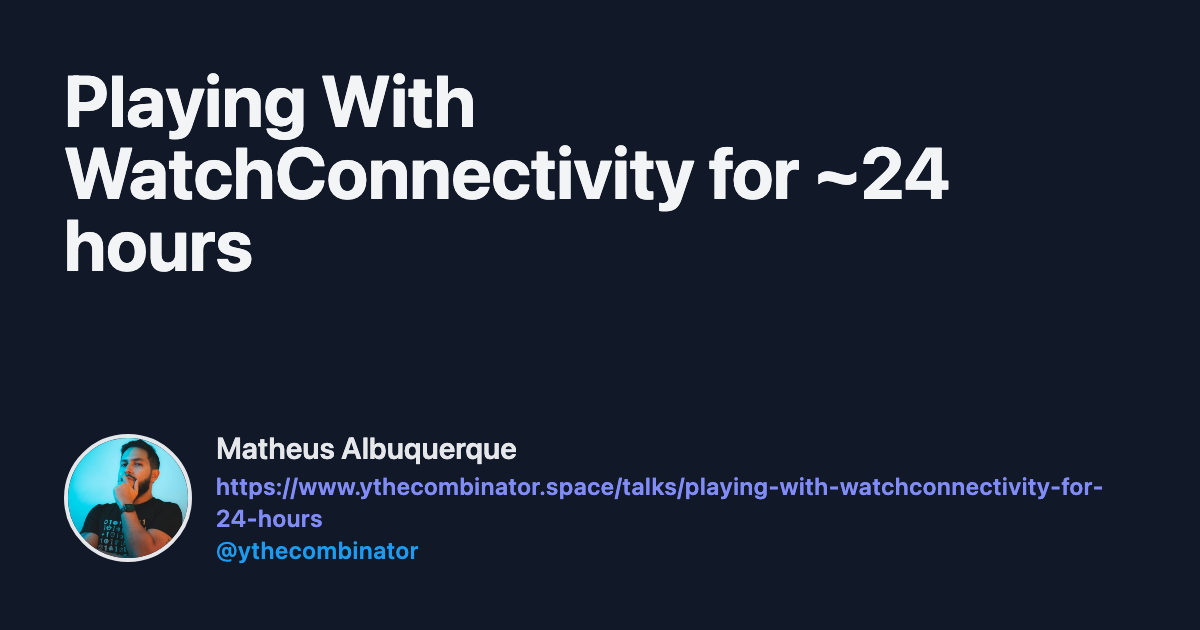 Playing With
WatchConnectivity for ~24
hours
Matheus Albuquerque
https://www.ythecombinator.space/talks/playing-with-watchconnectivity-for-
24-hours
@ythecombinator